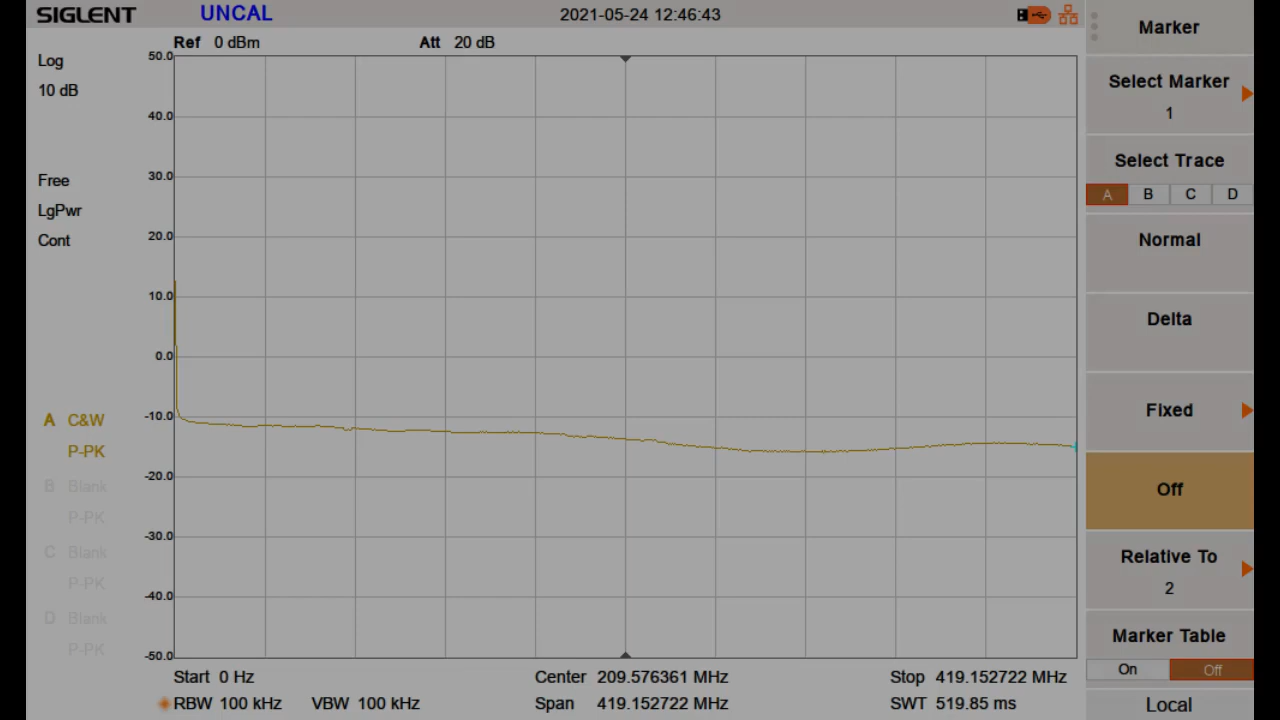 SIGLENT UNCAL 2021-05-24 12:46:43
Ref 0 dBm Att 20 dB
Log
10 dB
Free
LgPwr
Cont
A C&W
P-PK
B Blank
P-PK
C Blank
P-PK
D Blank
P-PK
50.0
40.0
30.0
20.0
10.0
0.0
-10.0
-20.0
-30.0
-40.0
-50.0
Start 0 Hz Center 209.576361 MHz Stop 419.152722 MHz
RBW 100 kHz VBW 100 kHz Span 419.152722 MHz SWT 519.85 ms
Marker
Select Marker
1
Select Trace
A B C D
Normal
Delta
Fixed
Off
Relative To
2
Marker Table
On Off
Local